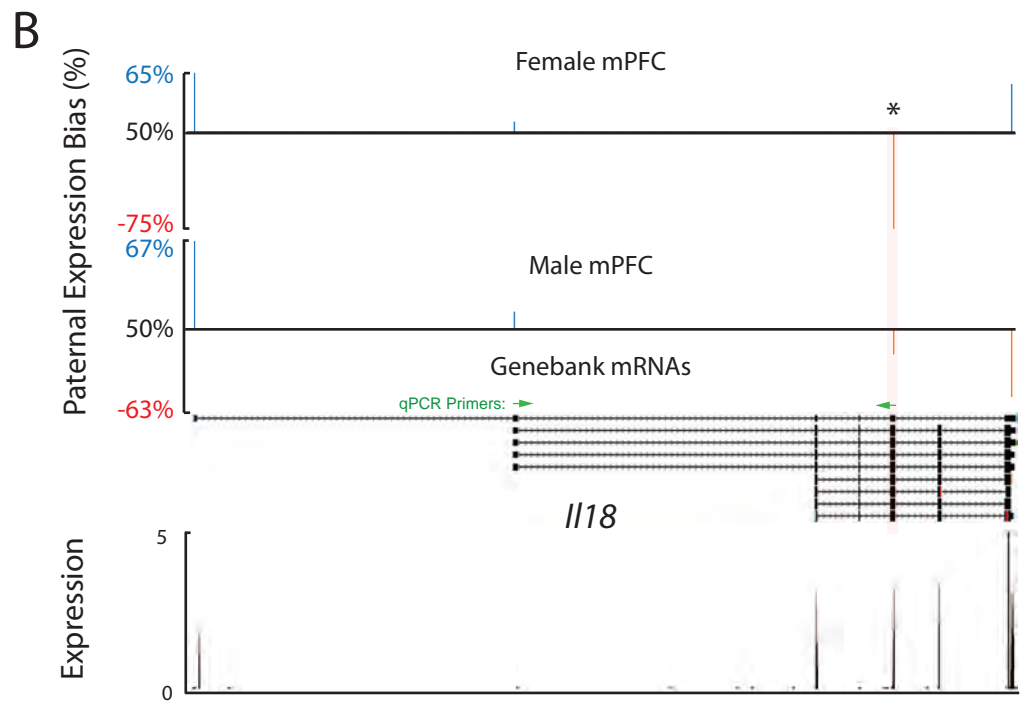 B
Paternal Expression Bias (%)
Female mPFC
65%
*
50%
-75%
67%
Male mPFC
50%
Genebank mRNAs
-63%
qPCR Primers:
Il18
Expression
5
0